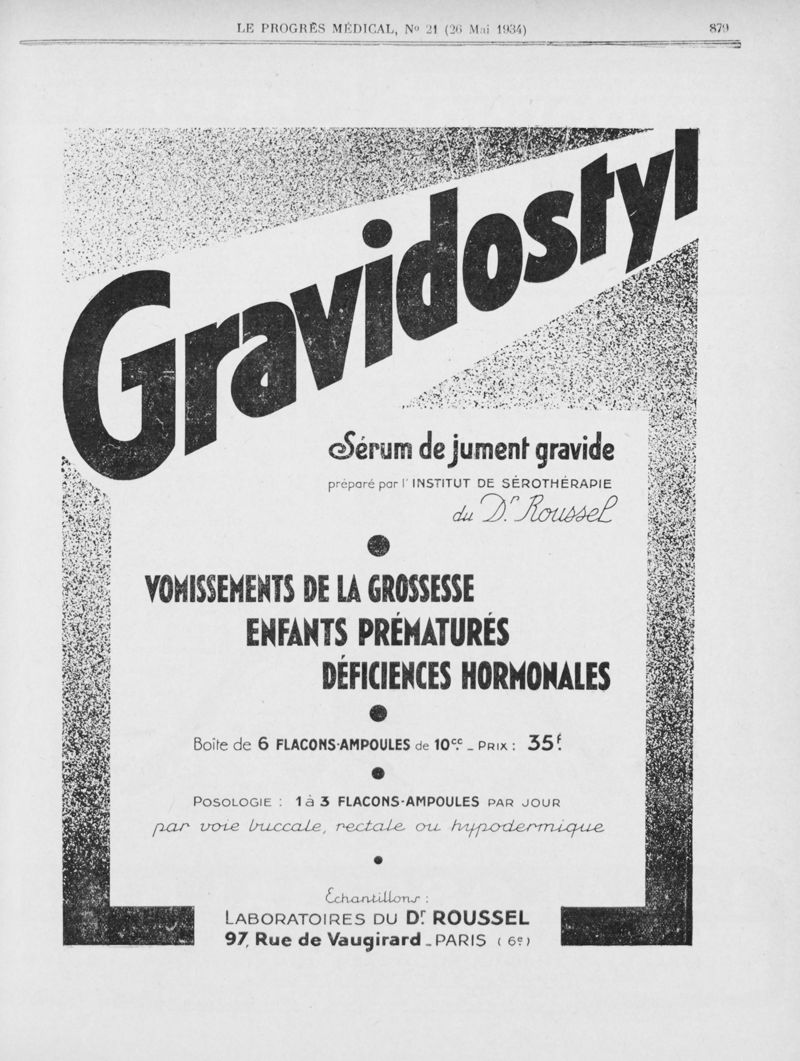 LE PROGRÈS MÉDICAL, No 21 (26 Mai 1934) 879
Gravidostyl
Sérum de jument gravide
préparé par l'INSTITUT DE SÉROTHÉRAPIE
du Dr Roussel
VOMISSEMENTS DE LA GROSSESSE
ENFANTS PRÉMATURÉS
DÉFICIENCES HORMONALES
Boîte de 6 FLACONS-AMPOULES de 10cc. - PRIX : 35f.
POSOLOGIE : 1 à 3 FLACONS-AMPOULES PAR JOUR
par voie buccale, rectale ou hypodermique
Échantillons :
LABORATOIRES DU Dr ROUSSEL
97, Rue de Vaugirard - PARIS (6e)